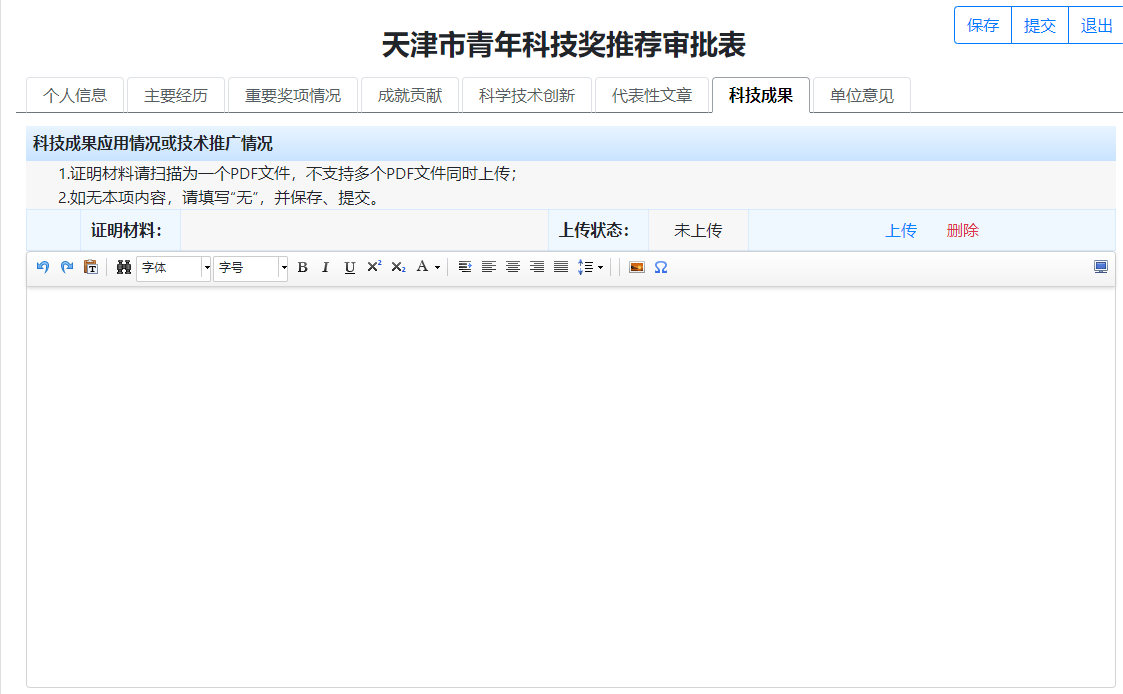 保存 提交 退出
天津市青年科技奖推荐审批表
个人信息 主要经历 重要奖项情况 成就贡献 科学技术创新 代表性文章 科技成果 单位意见
科技成果应用情况或技术推广情况
1.证明材料请扫描为一个PDF文件，不支持多个PDF文件同时上传；
2.如无本项内容，请填写“无”，并保存、提交。
证明材料： 上传状态： 未上传 上传 删除
字体 字号 B I U X² X₂ A Ω